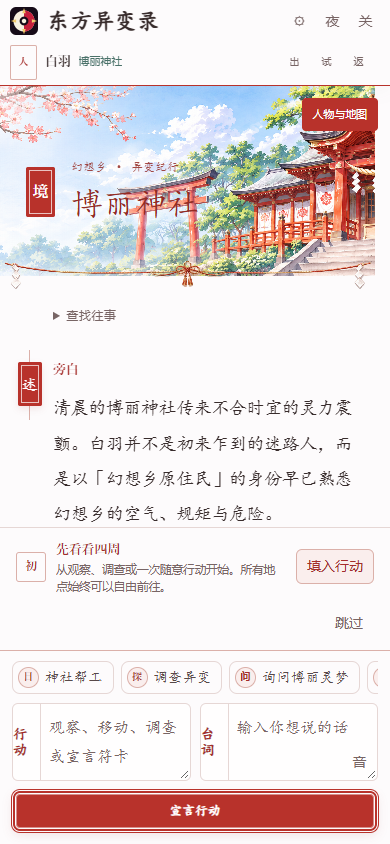 东方异变录
夜 关
人 白羽 博丽神社 出 试 返
人物与地图
境
幻想乡 • 异变纪行
博丽神社
查找往事
述
旁白
清晨的博丽神社传来不合时宜的灵力震
颤。白羽并不是初来乍到的迷路人，而
是以「幻想乡原住民」的身份早已熟悉
幻想乡的空气、规矩与危险。
初
先看看四周
从观察、调查或一次随意行动开始。所有地
点始终可以自由前往。
填入行动
跳过
日 神社帮工
探 调查异变
问 询问博丽灵梦
行动
观察、移动、调查
或宣言符卡
台词
输入你想说的话
音
宣言行动